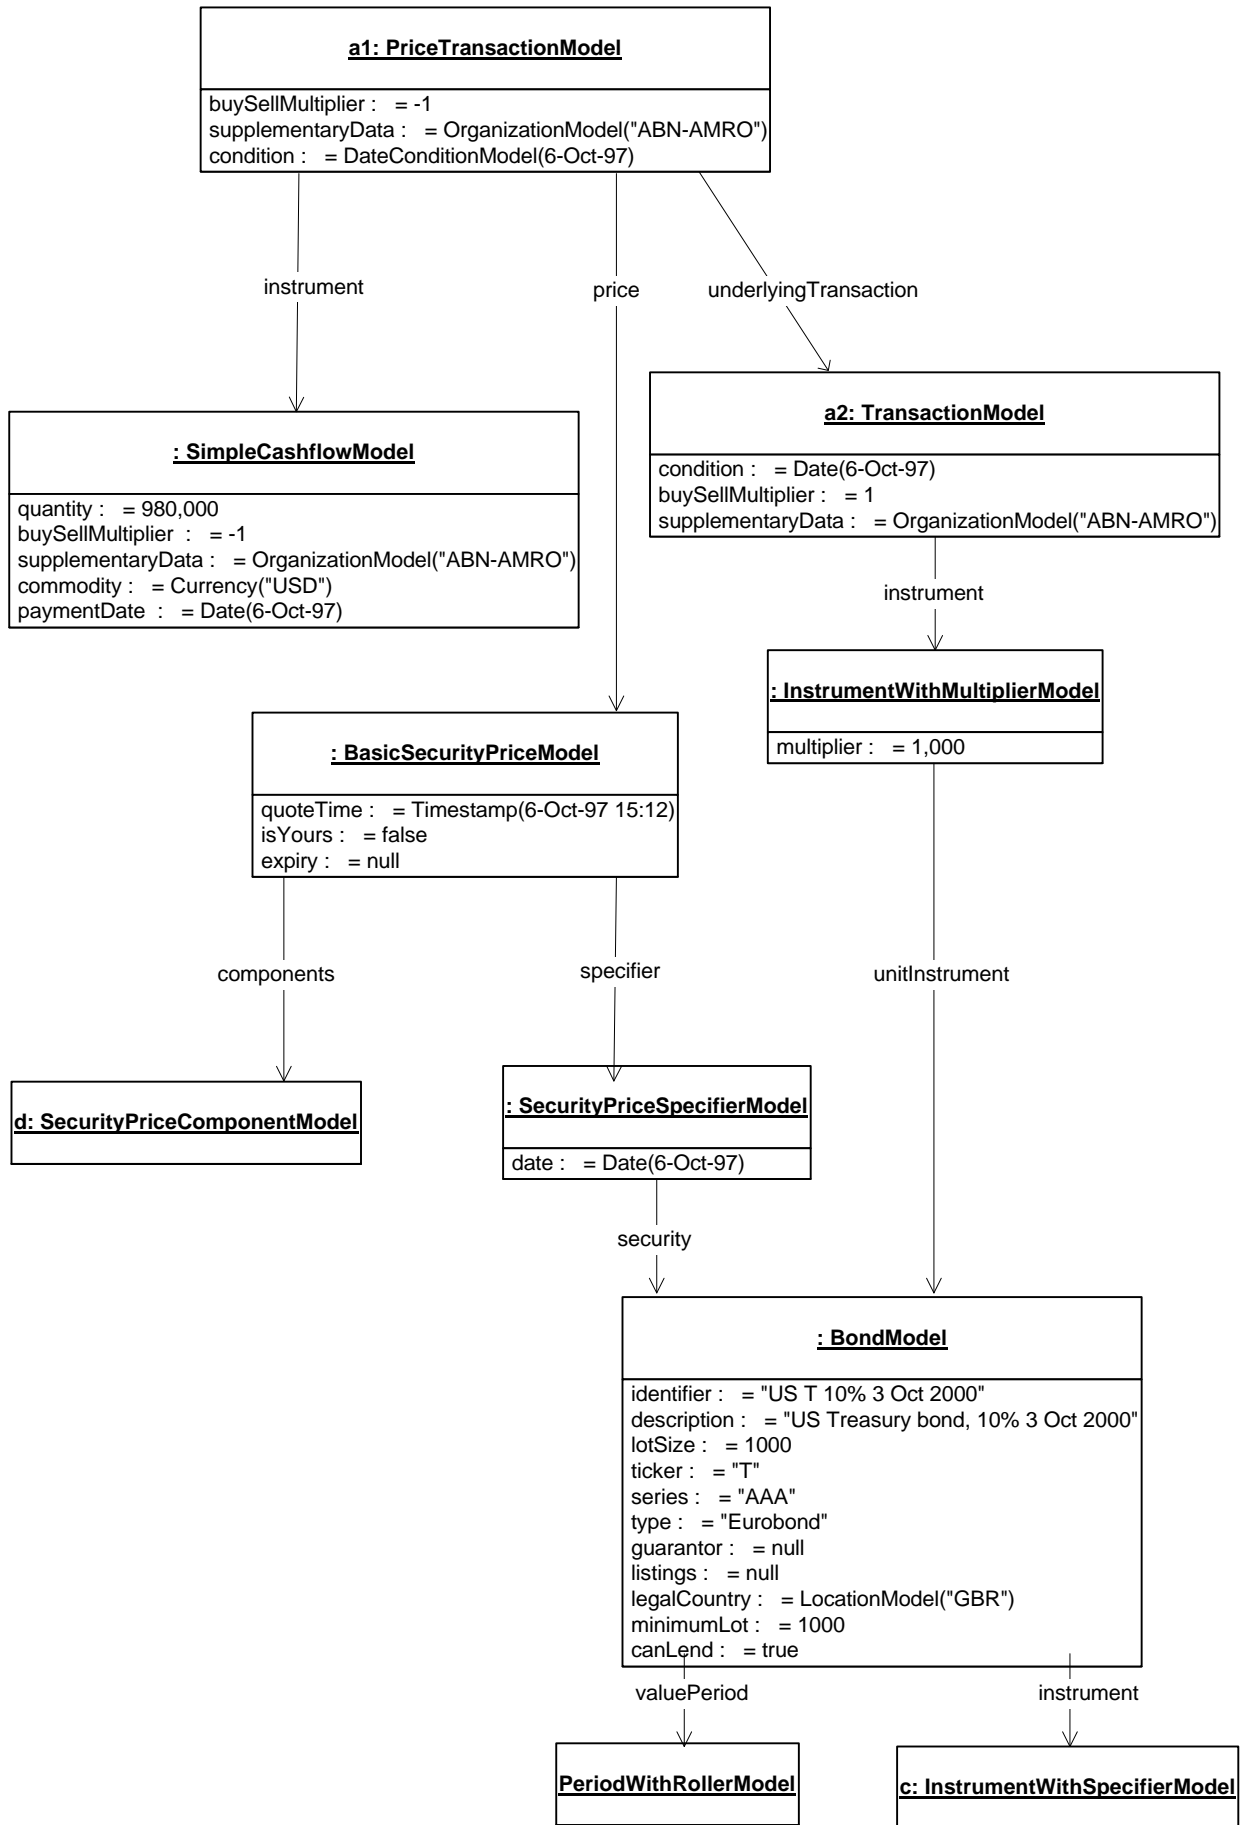 a1: PriceTransactionModel
buySellMultiplier :   = -1
supplementaryData :   = OrganizationModel("ABN-AMRO")
condition :   = DateConditionModel(6-Oct-97)
instrument
price
underlyingTransaction
: SimpleCashflowModel
quantity :   = 980,000
buySellMultiplier  :   = -1
supplementaryData :   = OrganizationModel("ABN-AMRO")
commodity :   = Currency("USD")
paymentDate  :   = Date(6-Oct-97)
a2: TransactionModel
condition :   = Date(6-Oct-97)
buySellMultiplier :   = 1
supplementaryData :   = OrganizationModel("ABN-AMRO")
instrument
: InstrumentWithMultiplierModel
multiplier :   = 1,000
: BasicSecurityPriceModel
quoteTime :   = Timestamp(6-Oct-97 15:12)
isYours :   = false
expiry :   = null
components
specifier
unitInstrument
d: SecurityPriceComponentModel
: SecurityPriceSpecifierModel
date :   = Date(6-Oct-97)
security
: BondModel
identifier :   = "US T 10% 3 Oct 2000"
description :   = "US Treasury bond, 10% 3 Oct 2000"
lotSize :   = 1000
ticker :   = "T"
series :   = "AAA"
type :   = "Eurobond"
guarantor :   = null
listings :   = null
legalCountry :   = LocationModel("GBR")
minimumLot :   = 1000
canLend :   = true
valuePeriod
instrument
PeriodWithRollerModel
c: InstrumentWithSpecifierModel